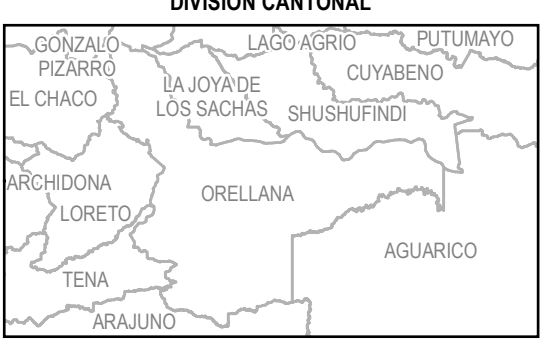 DIVISIÓN CANTONAL
GONZALO
PIZARRO
LAGO AGRIO
PUTUMAYO
CUYABENO
EL CHACO
LA JOYA DE
LOS SACHAS
SHUSHUFINDI
ARCHIDONA
ORELLANA
LORETO
AGUARICO
TENA
ARAJUNO